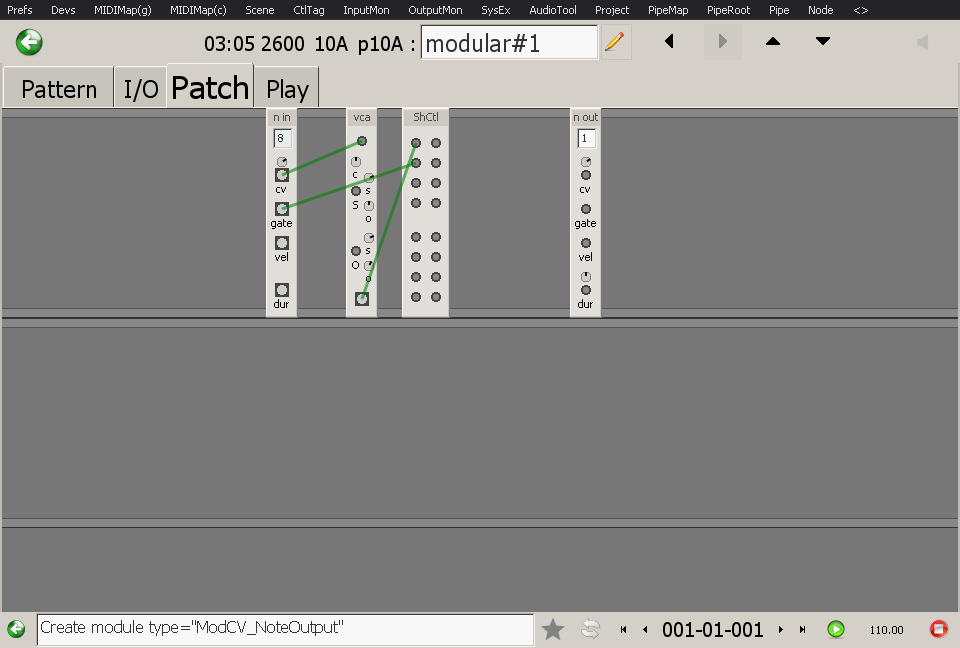 Prefs Devs MIDIMap(g) MIDIMap(c) Scene CtlTag InputMon OutputMon SysEx AudioTool Project PipeMap PipeRoot Pipe Node <>
03:05 2600 10A p10A : modular#1
Pattern I/O Patch Play
n in vca ShCtl n out
8 1
c
cv s cv
S
gate o gate
vel s vel
O
o
dur dur
Create module type="ModCV_NoteOutput" 001-01-001 110.00